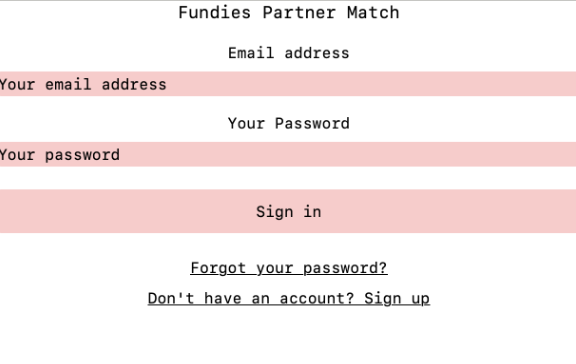 Fundies Partner Match
Email address
Your email address
Your Password
Your password
Sign in
Forgot your password?
Don't have an account? Sign up